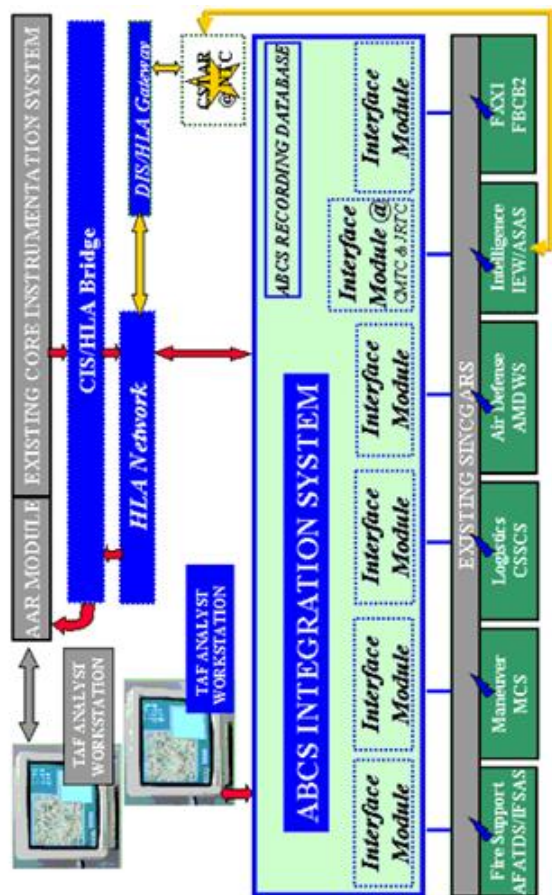 AAR MODULE
EXISTING CORE INSTRUMENTATION SYSTEM
TAF ANALYST
WORKSTATION
CIS/HLA Bridge
HLA Network
DIS/HLA Gateway
CSTAR
@ NTC
TAF ANALYST
WORKSTATION
ABCS INTEGRATION SYSTEM
ABCS RECORDING DATABASE
Interface
Module
Interface
Module
Interface
Module
Interface
Module
Interface
Module @
CMTC & JRTC
Interface
Module
EXISTING SINCGARS
Fire Support
AFATDS/IFSAS
Maneuver
MCS
Logistics
CSSCS
Air Defense
AMDWS
Intelligence
IEW/ASAS
FXXI
FBCB2